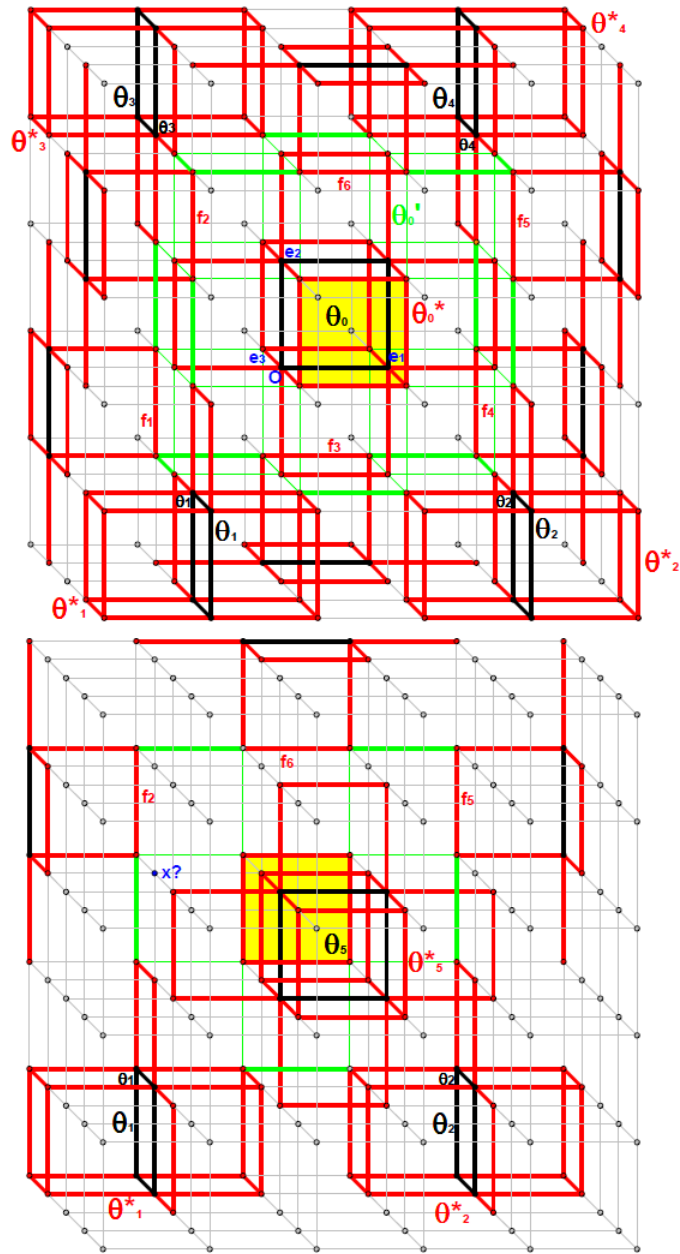 θ*₄
θ₃ θ₄
θ₃ θ₄
θ*₃
f₆
f₂ θ₀' f₅
e₂
θ₀ θ₀*
e₃ e₁
O
f₁ f₄
f₃
θ₁ θ₂
θ₁ θ₂
θ*₂
θ*₁
f₆
f₂ f₅
x?
θ₅
θ*₅
θ₁ θ₂
θ₁ θ₂
θ*₁ θ*₂